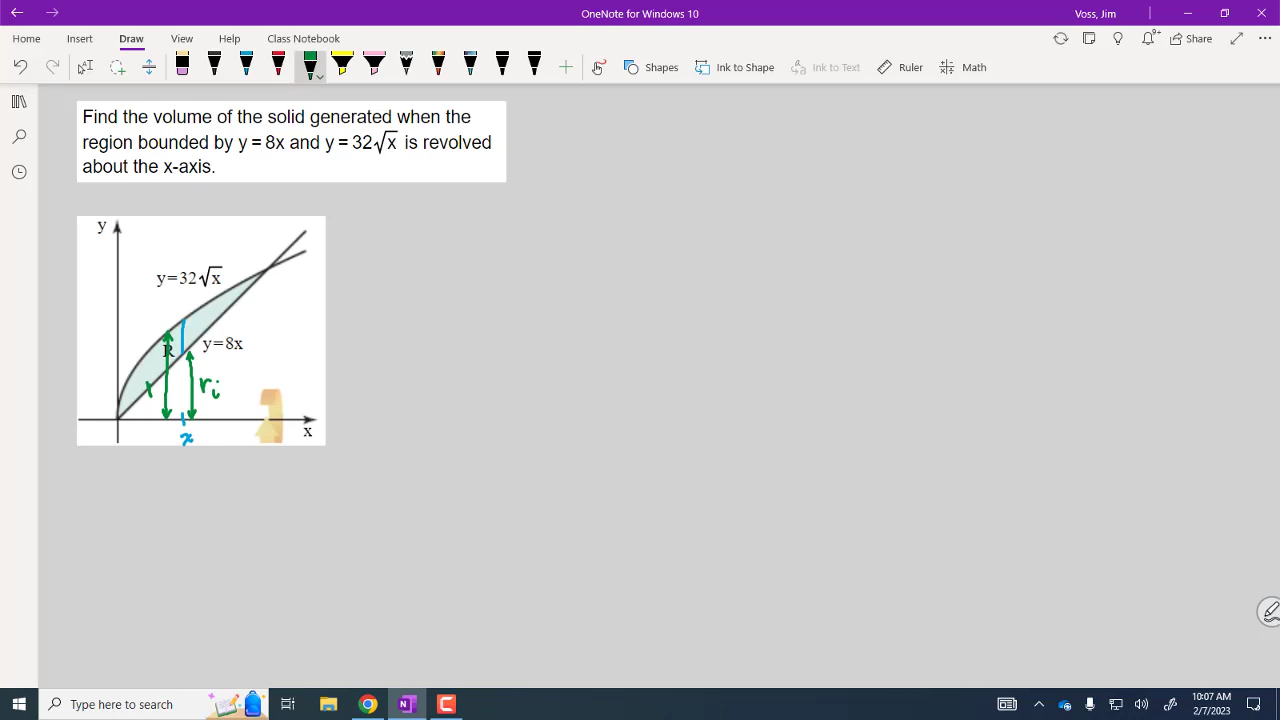 OneNote for Windows 10
Voss, Jim
Home Insert Draw View Help Class Notebook
Share
Shapes Ink to Shape Ink to Text Ruler Math
Find the volume of the solid generated when the
region bounded by y = 8x and y = 32√x is revolved
about the x-axis.
y
y=32√x
R
y=8x
r ri
x
x
Type here to search
10:07 AM
2/7/2023